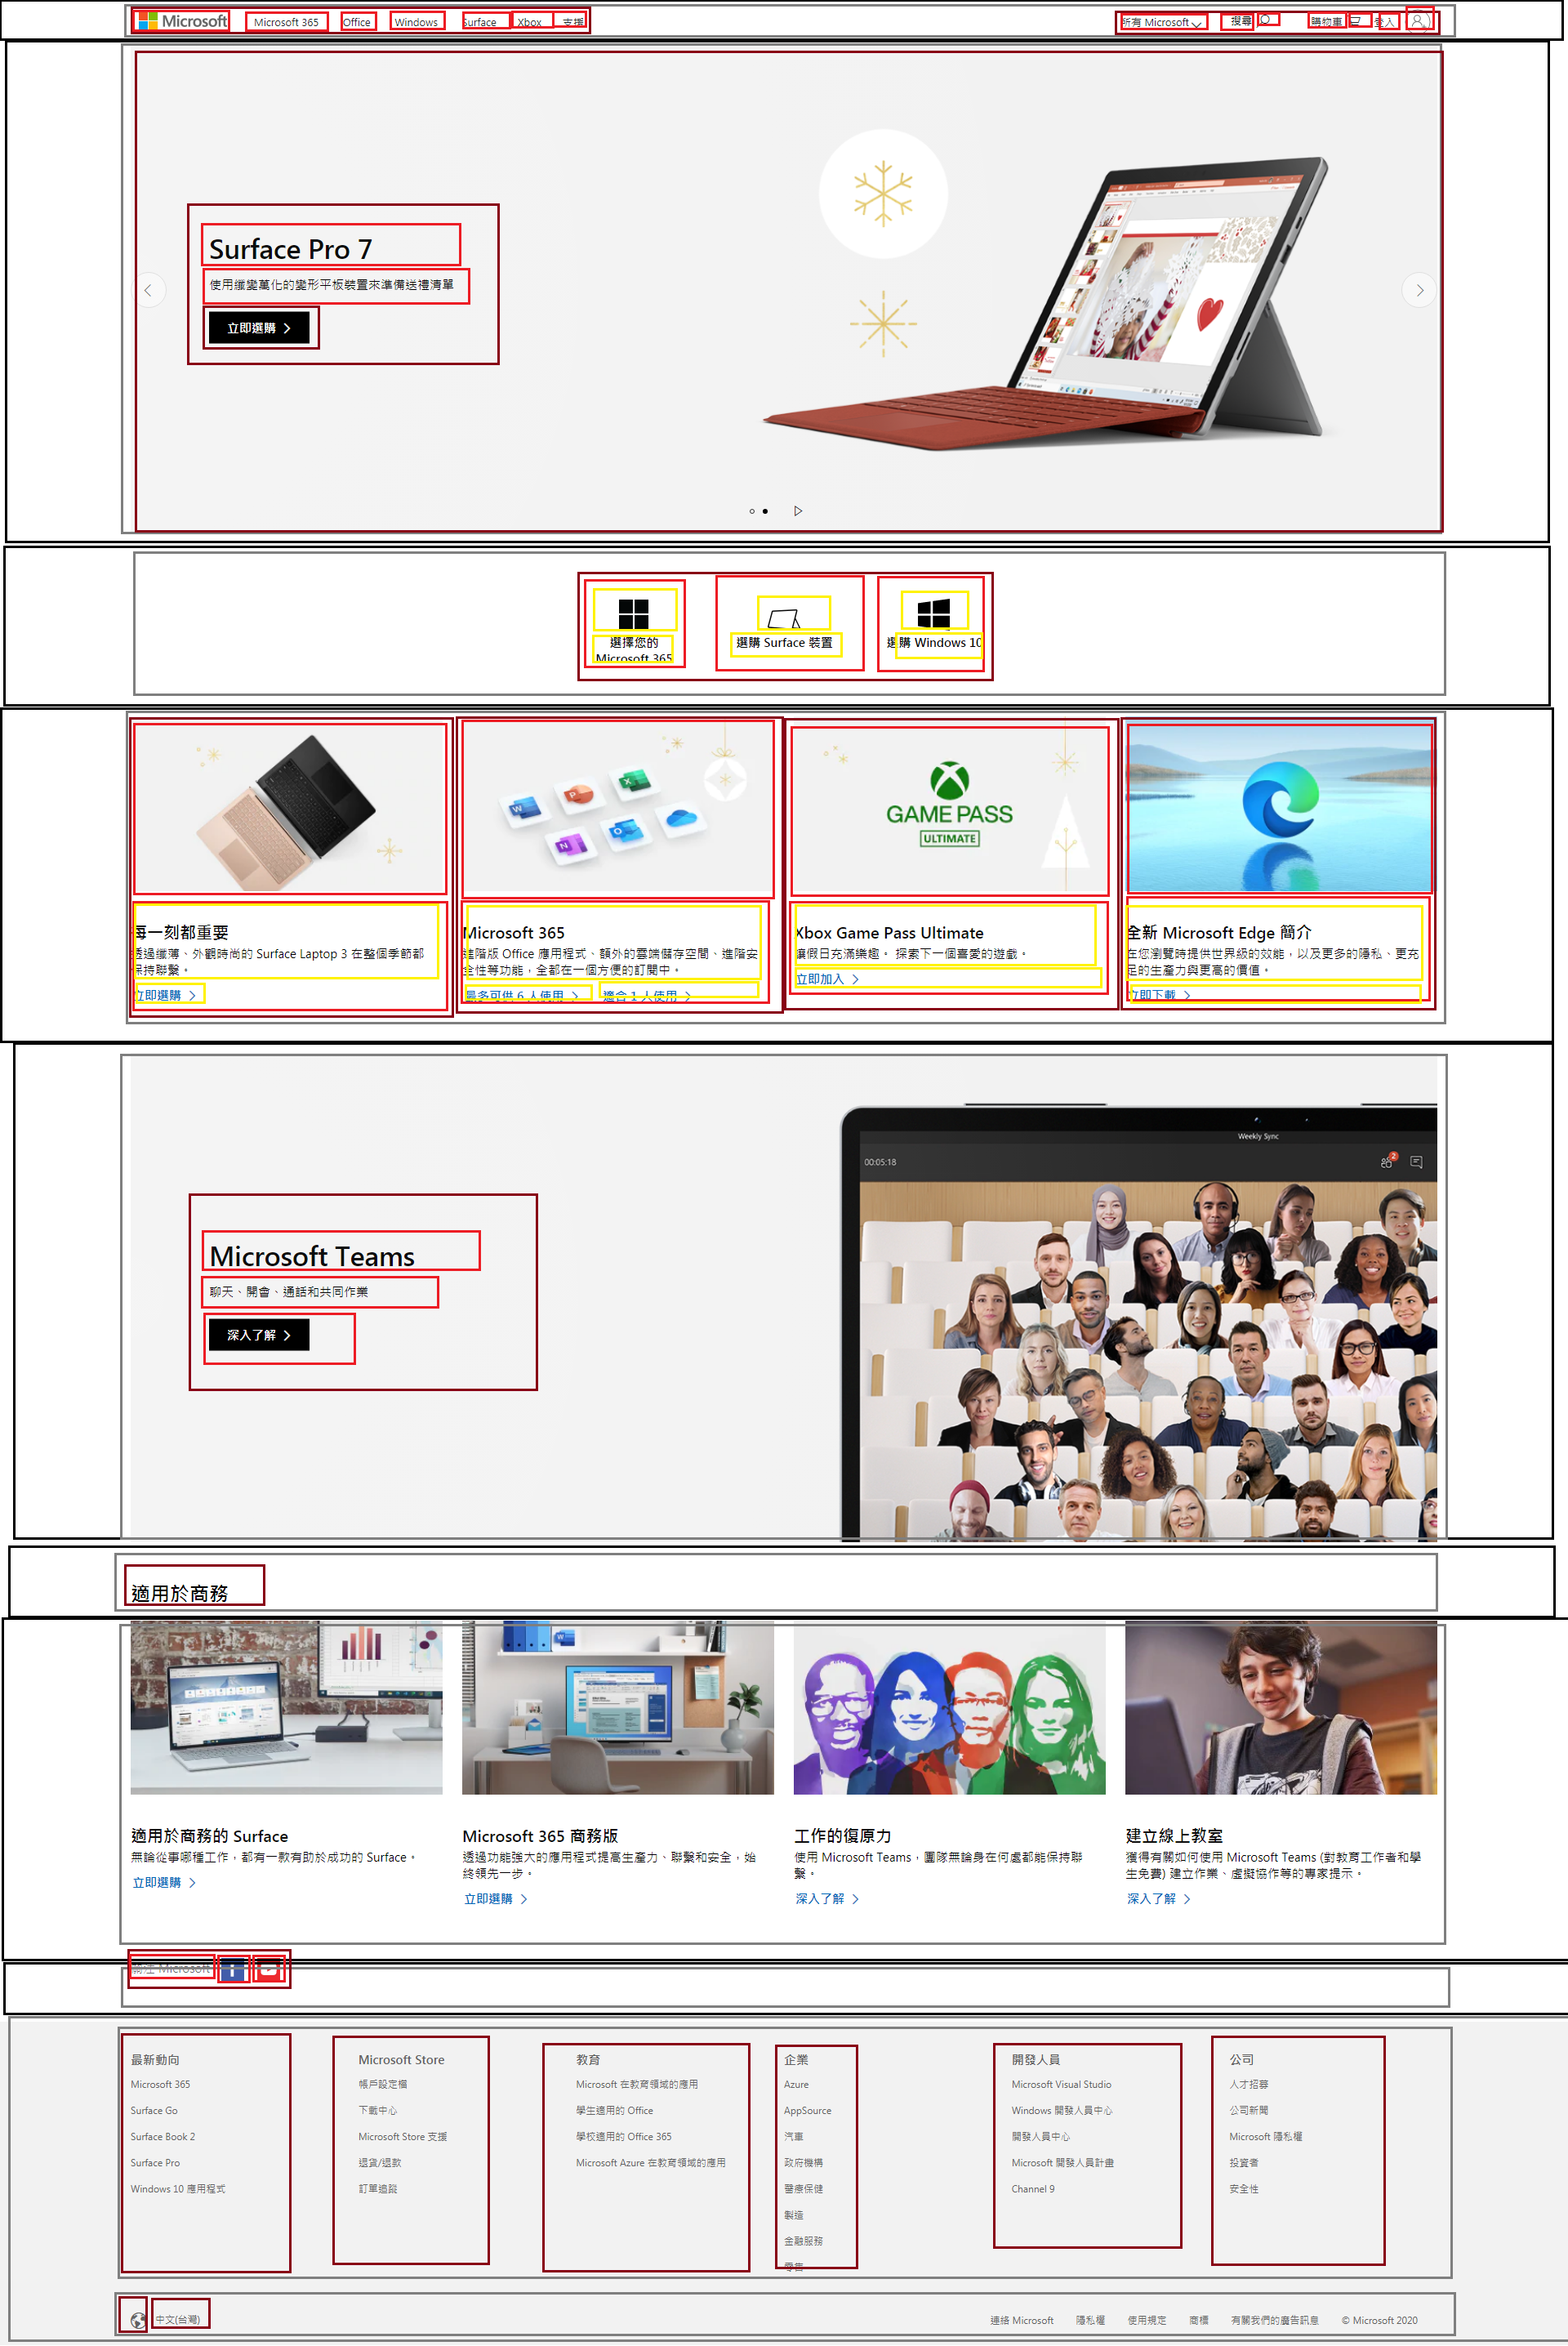 Microsoft
Microsoft 365
Office
Windows
Surface
Xbox
支援
所有 Microsoft
搜尋
購物車
登入
Surface Pro 7
使用纖變萬化的變形平板裝置來準備送禮清單
立即選購
選擇您的
Microsoft 365
選購 Surface 裝置
選購 Windows 10
GAME PASS
ULTIMATE
每一刻都重要
透過纖薄、外觀時尚的 Surface Laptop 3 在整個季節都
保持聯繫。
立即選購
Microsoft 365
進階版 Office 應用程式、額外的雲端儲存空間、進階安
全性等功能，全都在一個方便的訂閱中。
最多可供 6 人使用
適合 1 人使用
Xbox Game Pass Ultimate
讓假日充滿樂趣。 探索下一個喜愛的遊戲。
立即加入
全新 Microsoft Edge 簡介
在您瀏覽時提供世界級的效能，以及更多的隱私、更充
足的生產力與更高的價值。
立即下載
Weekly Sync
00:05:18
2
Microsoft Teams
聊天、開會、通話和共同作業
深入了解
適用於商務
適用於商務的 Surface
無論從事哪種工作，都有一款有助於成功的 Surface。
立即選購
Microsoft 365 商務版
透過功能強大的應用程式提高生產力、聯繫和安全，始
終領先一步。
立即選購
工作的復原力
使用 Microsoft Teams，團隊無論身在何處都能保持聯
繫。
深入了解
建立線上教室
獲得有關如何使用 Microsoft Teams (對教育工作者和學
生免費) 建立作業、虛擬協作等的專家提示。
深入了解
關注 Microsoft
最新動向
Microsoft 365
Surface Go
Surface Book 2
Surface Pro
Windows 10 應用程式
Microsoft Store
帳戶設定檔
下載中心
Microsoft Store 支援
退貨/退款
訂單追蹤
教育
Microsoft 在教育領域的應用
學生適用的 Office
學校適用的 Office 365
Microsoft Azure 在教育領域的應用
企業
Azure
AppSource
汽車
政府機構
醫療保健
製造
金融服務
零售
開發人員
Microsoft Visual Studio
Windows 開發人員中心
開發人員中心
Microsoft 開發人員計畫
Channel 9
公司
人才招募
公司新聞
Microsoft 隱私權
投資者
安全性
中文(台灣)
連絡 Microsoft
隱私權
使用規定
商標
有關我們的廣告訊息
© Microsoft 2020